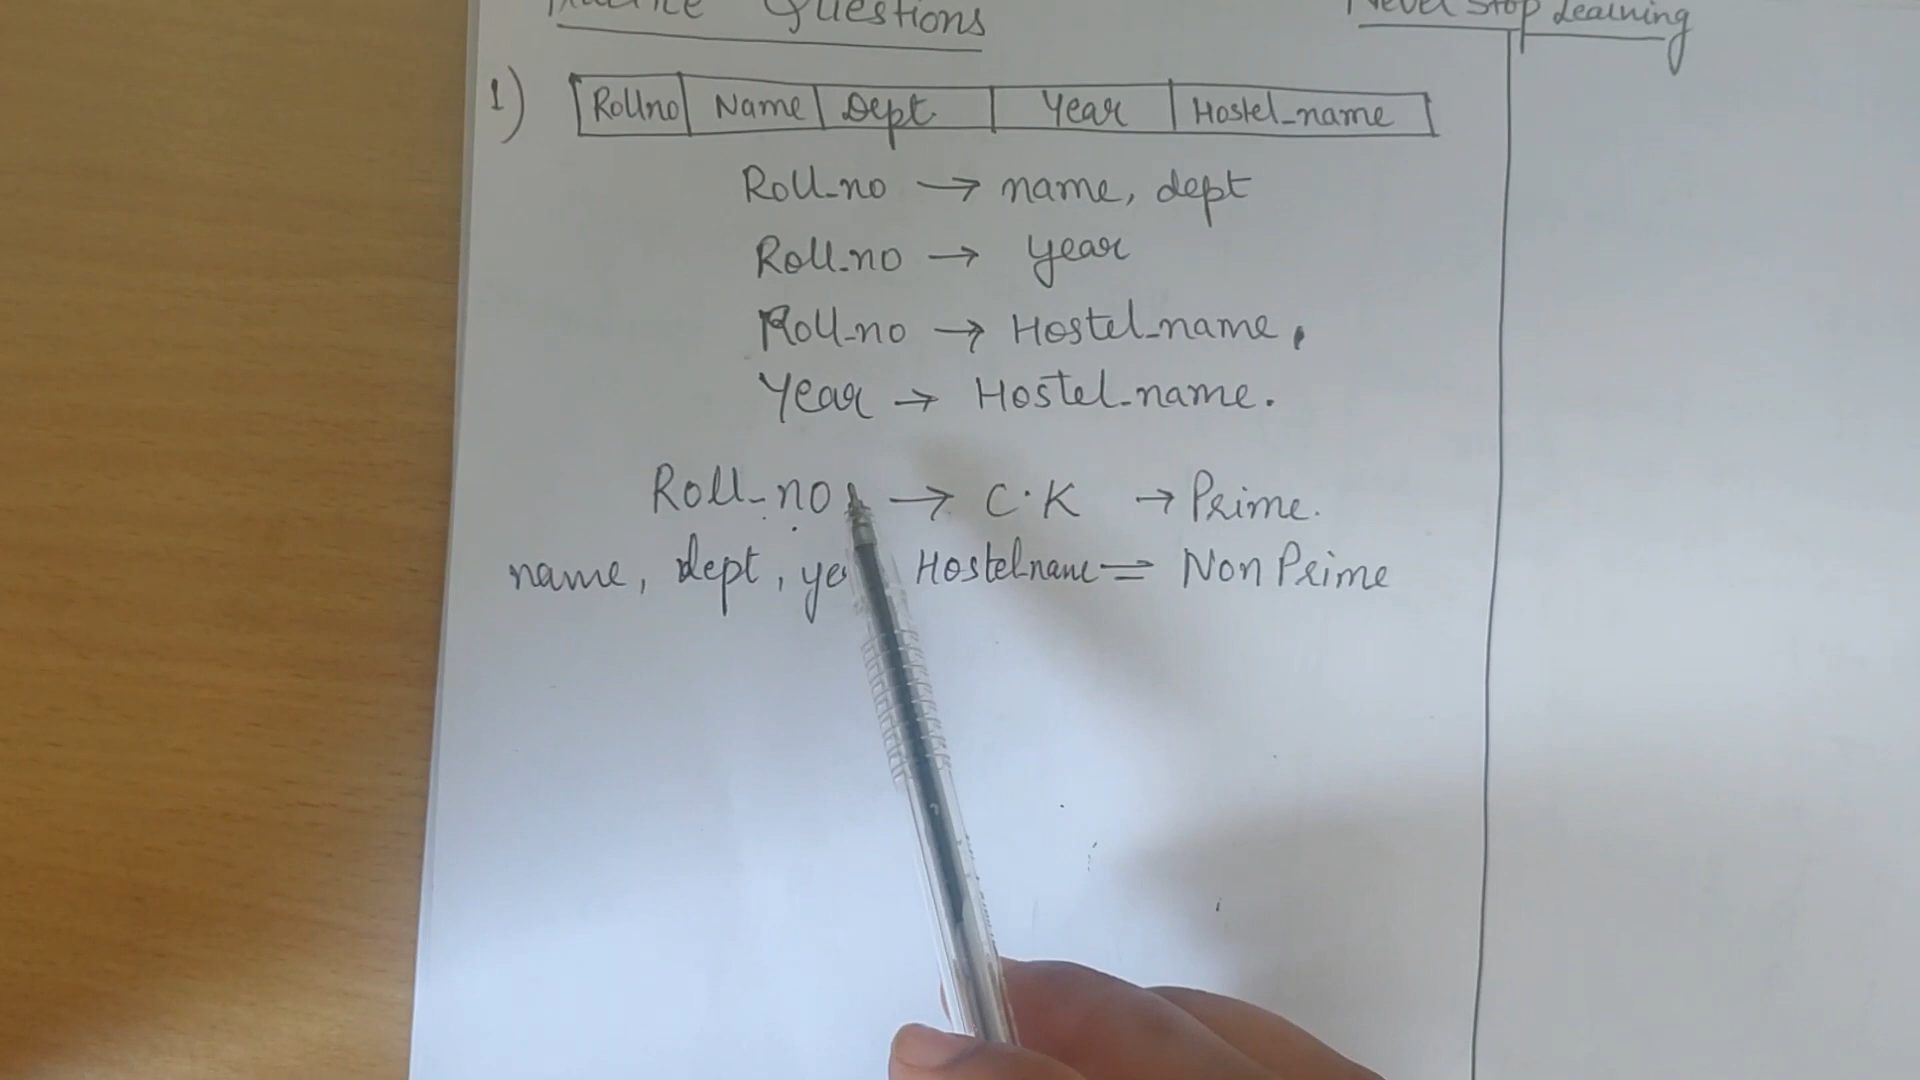 Practice Questions
Never Stop Learning
1) Rollno Name Dept Year Hostel_name
Roll_no → name, dept
Roll_no → year
Roll_no → Hostel_name,
Year → Hostel_name.
Roll_no → C.K → Prime.
name, dept, ye Hostelname = Non Prime